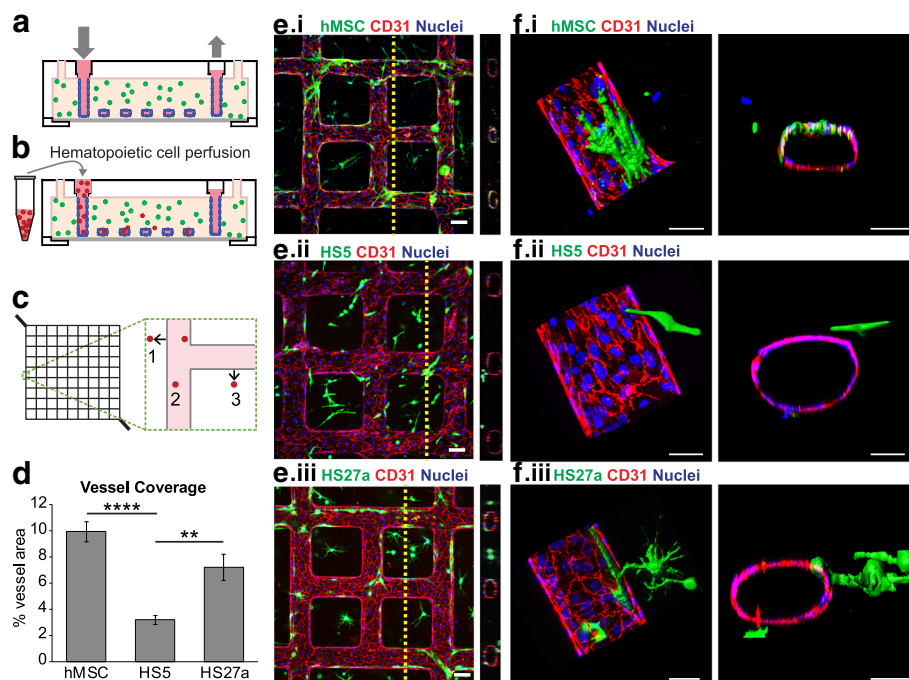 a
b
Hematopoietic cell perfusion
c
1
2
3
d
Vessel Coverage
% vessel area
10
8
6
4
2
0
****
**
hMSC HS5 HS27a
e.i
hMSC CD31 Nuclei
e.ii
HS5 CD31 Nuclei
e.iii
HS27a CD31 Nuclei
f.i
hMSC CD31 Nuclei
f.ii
HS5 CD31 Nuclei
f.iii
HS27a CD31 Nuclei